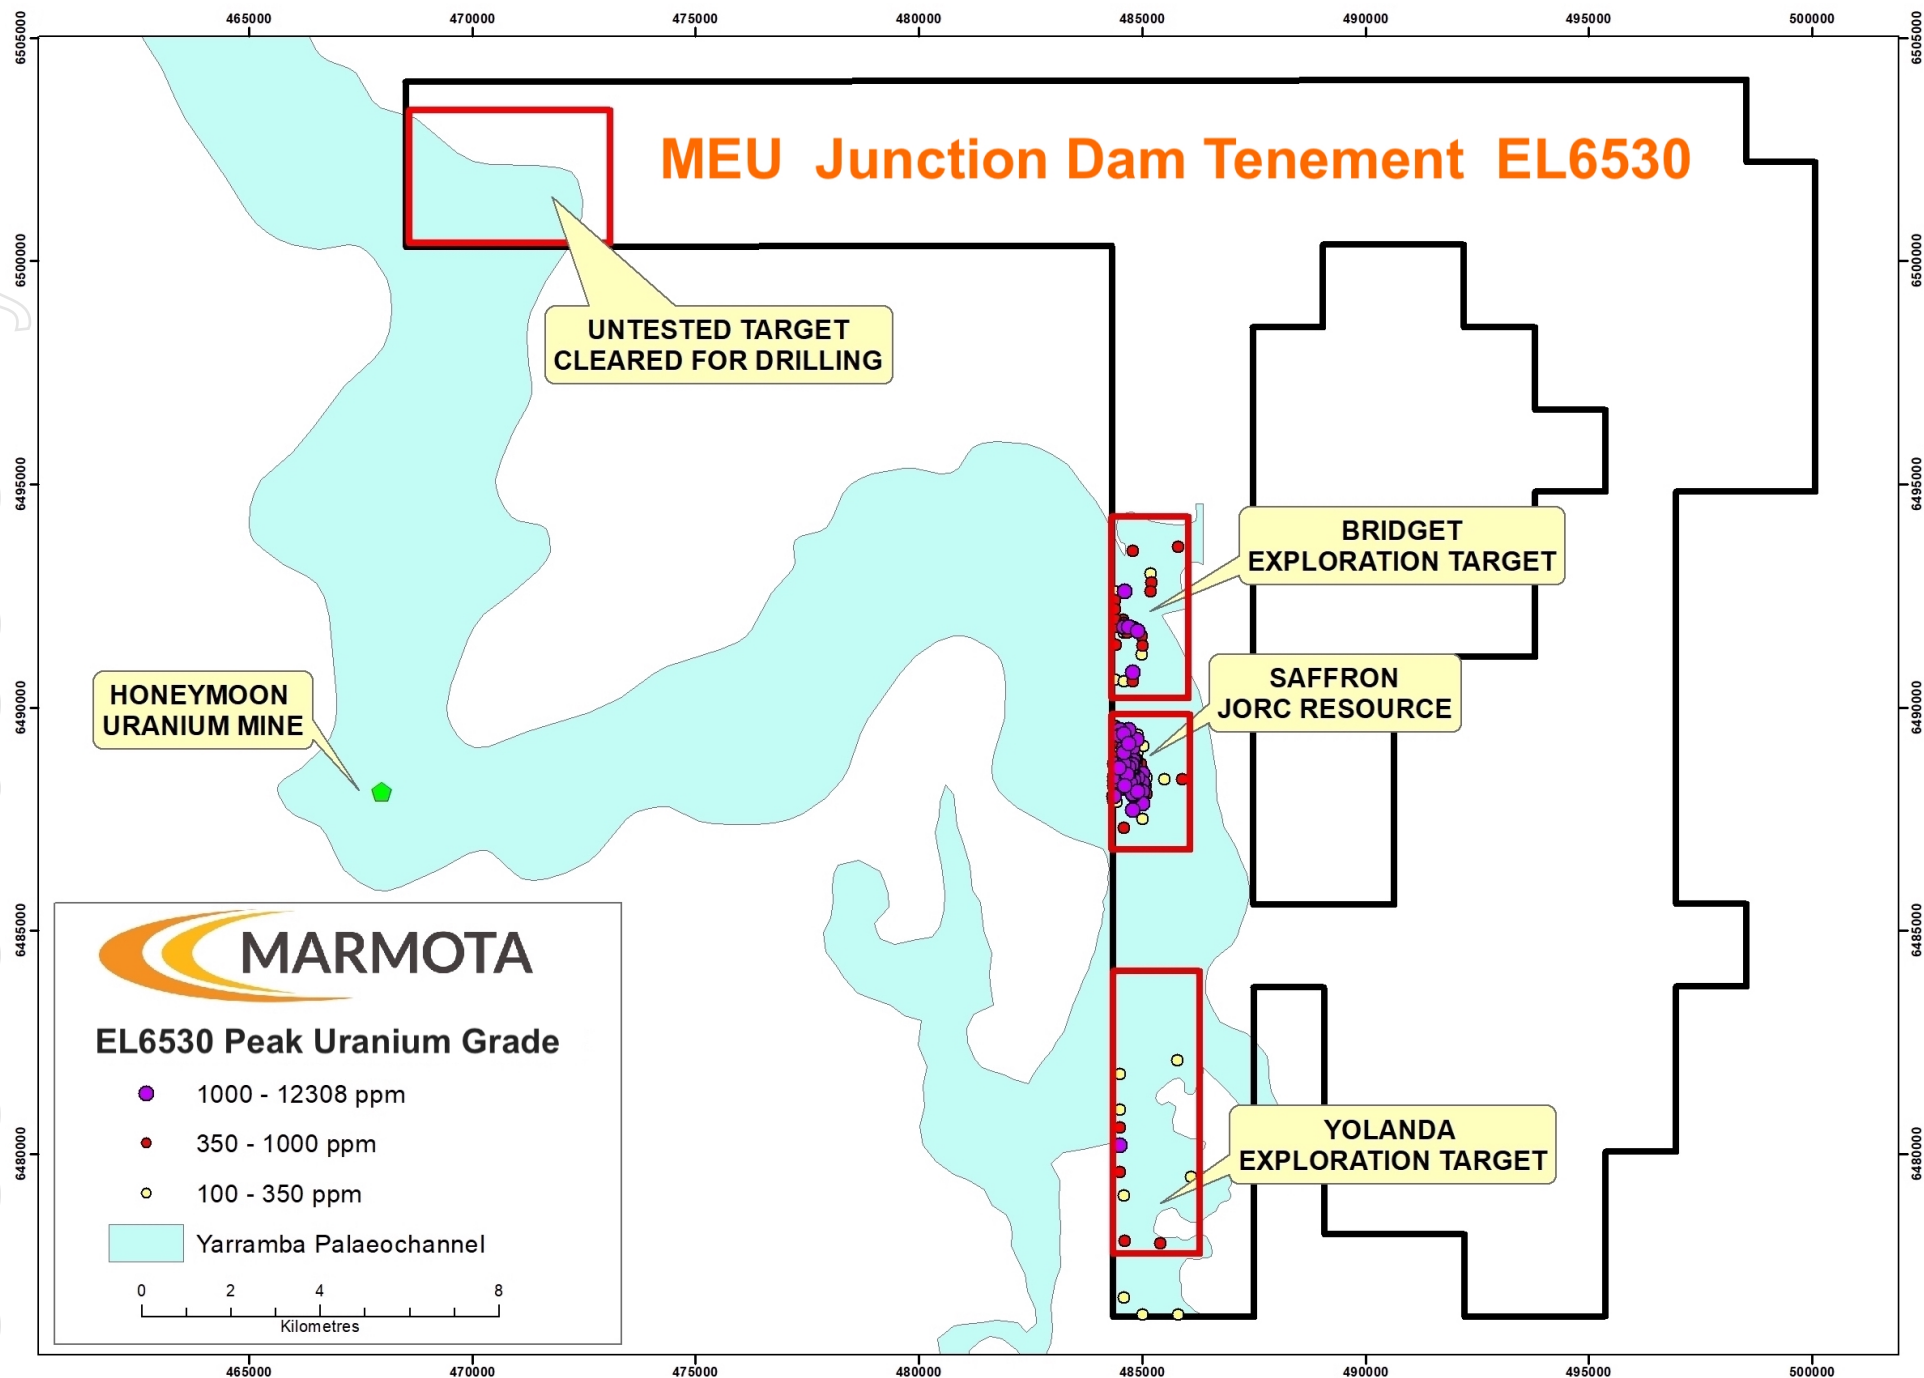 465000 470000 475000 480000 485000 490000 495000 500000
6505000
6505000
MEU Junction Dam Tenement EL6530
6500000
6500000
UNTESTED TARGET
CLEARED FOR DRILLING
6495000
6495000
BRIDGET
EXPLORATION TARGET
SAFFRON
JORC RESOURCE
HONEYMOON
URANIUM MINE
6490000
6490000
MARMOTA
EL6530 Peak Uranium Grade
1000 - 12308 ppm
350 - 1000 ppm
100 - 350 ppm
Yarramba Palaeochannel
0 2 4 8
Kilometres
6485000
6485000
YOLANDA
EXPLORATION TARGET
6480000
6480000
465000 470000 475000 480000 485000 490000 495000 500000